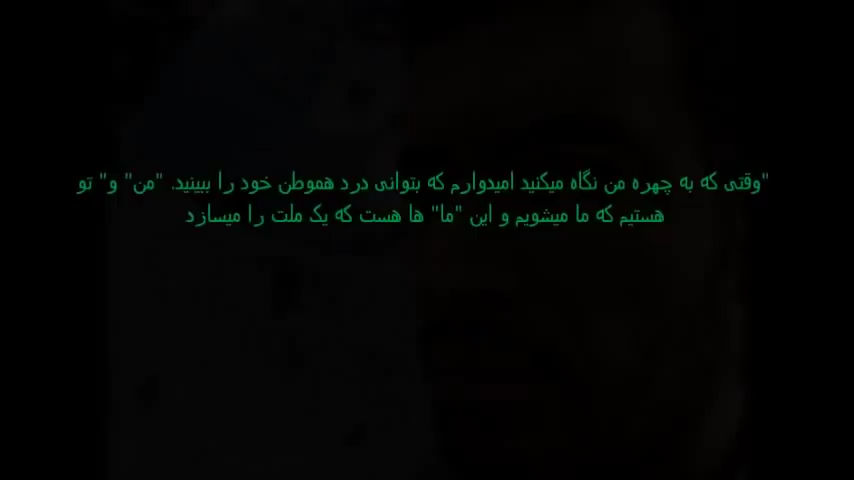 "وقتی که به چهره من نگاه میکنید امیدوارم که بتوانی درد هموطن خود را ببینید. "من" و" تو
هستیم که ما میشویم و این "ما" ها هست که یک ملت را میسازد